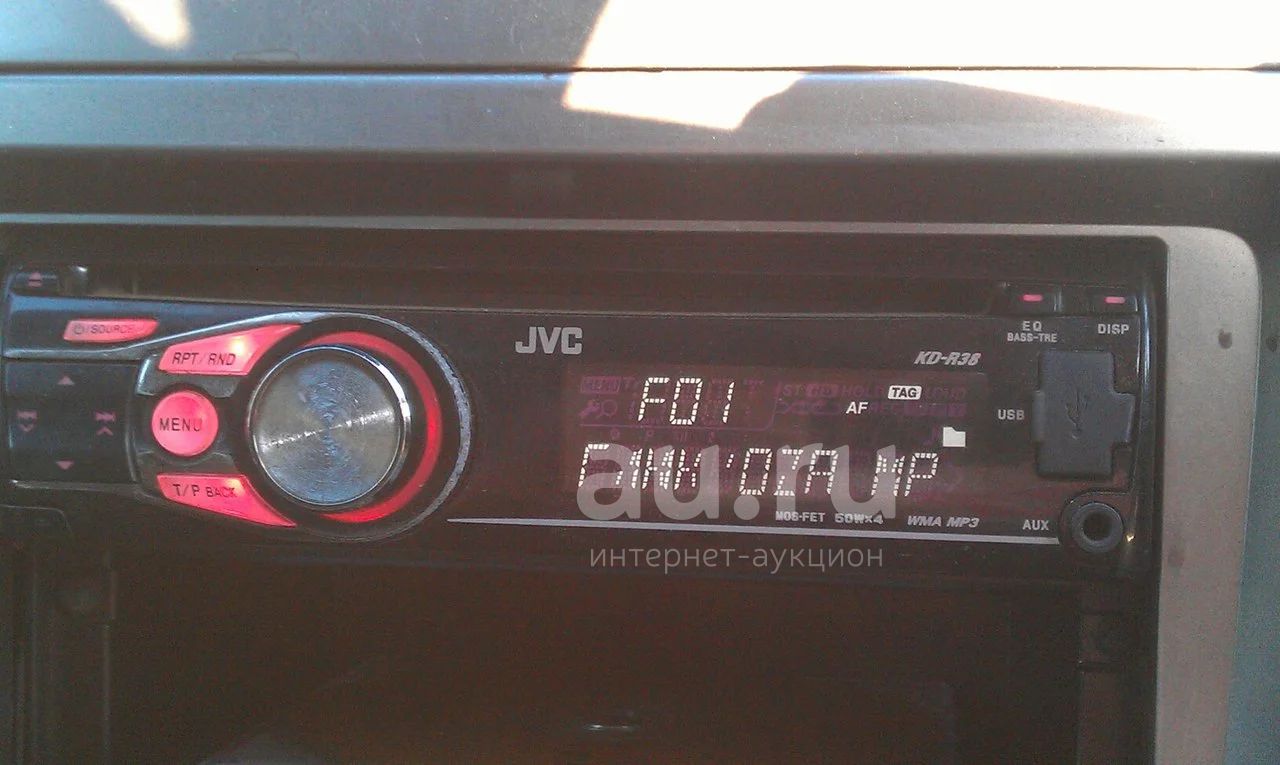 JVC
KD-R38
EQ
BASS-TRE
DISP
⏻/SOURCE
RPT/RND
MENU
T/P BACK
F01
AF
TAG
USB
MP
MOS-FET 50W×4
WMA MP3
AUX
au.ru
интернет-аукцион